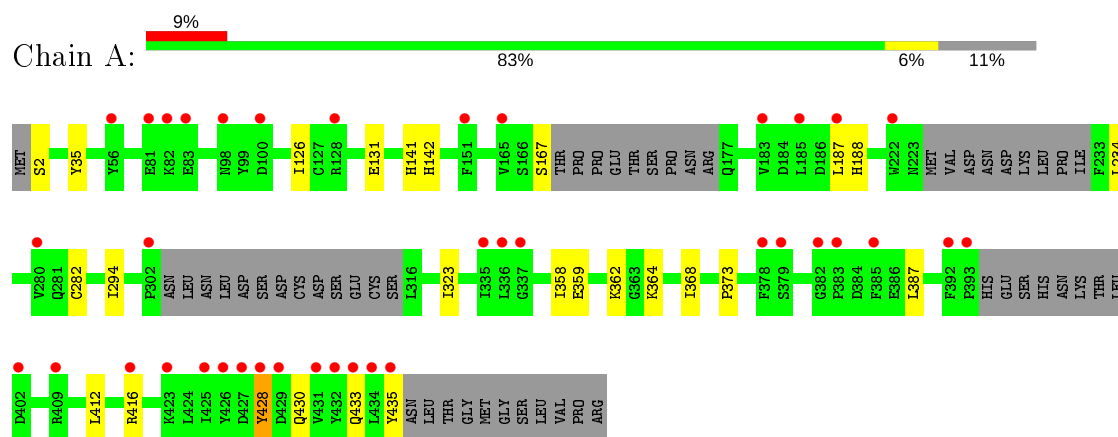 9%
Chain A:
83% 6% 11%
MET S2 Y35 Y56 E81 K82 E83 N98 Y99 D100 I126 C127 R128 E131 H141 H142 F151 V165 S166 S167 THR PRO PRO GLU THR SER PRO ASN ARG Q177 V183 D184 L185 D186 L187 H188 W222 N223 MET VAL ASP ASN ASP LYS LEU PRO ILE F233 L234
V280 Q281 C282 I294 P302 ASN LEU ASN LEU ASP SER ASP CYS ASP SER GLU CYS SER L316 I323 I335 L336 G337 I358 E359 K362 G363 K364 I368 P373 F378 S379 G382 P383 D384 F385 E386 L387 F392 P393 HIS GLU SER HIS ASN LYS THR LEU
D402 R409 L412 R416 K423 L424 I425 Y426 D427 Y428 D429 Q430 V431 Y432 Q433 L434 Y435 ASN LEU THR GLY MET GLY SER LEU VAL PRO ARG